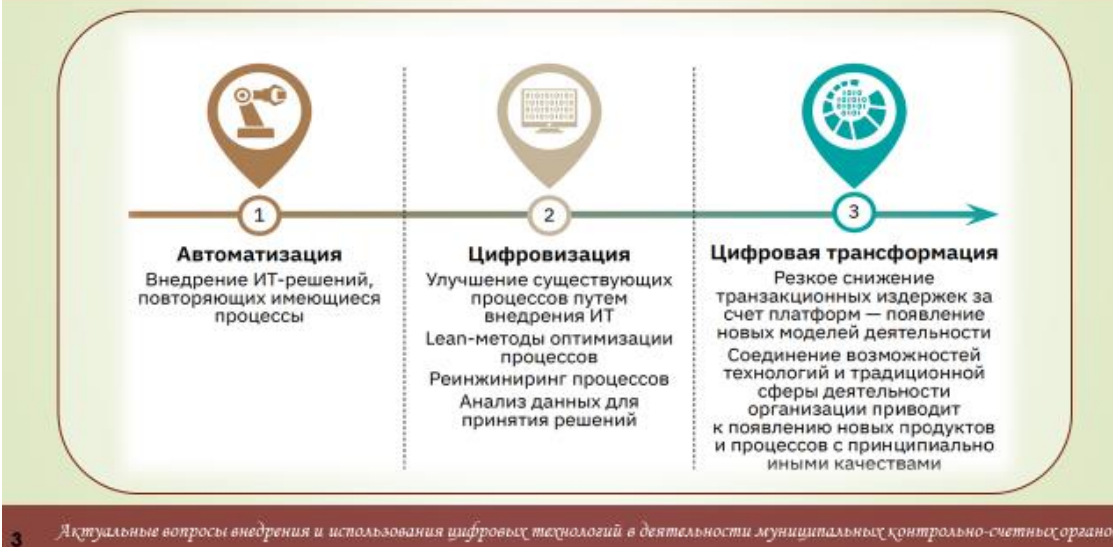 1
Автоматизация
Внедрение ИТ-решений,
повторяющих имеющиеся
процессы
2
Цифровизация
Улучшение существующих
процессов путем
внедрения ИТ
Lean-методы оптимизации
процессов
Реинжиниринг процессов
Анализ данных для
принятия решений
3
Цифровая трансформация
Резкое снижение
транзакционных издержек за
счет платформ — появление
новых моделей деятельности
Соединение возможностей
технологий и традиционной
сферы деятельности
организации приводит
к появлению новых продуктов
и процессов с принципиально
иными качествами
3 Актуальные вопросы внедрения и использования цифровых технологий в деятельности муниципальных контрольно-счетных органо